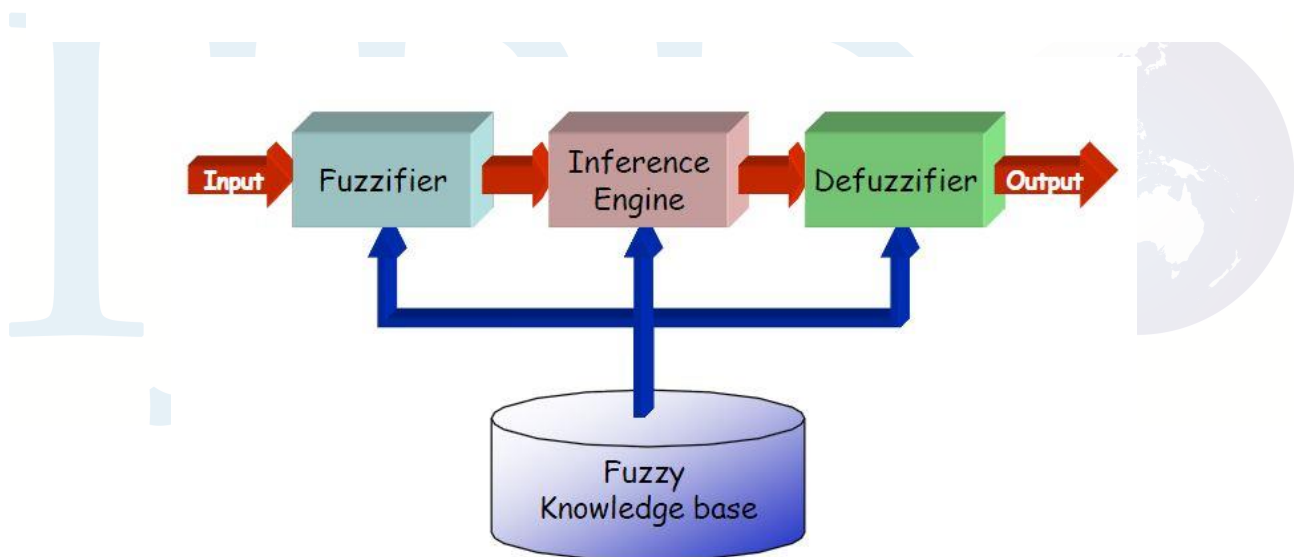 Input
Fuzzifier
Inference
Engine
Defuzzifier
Output
Fuzzy
Knowledge base